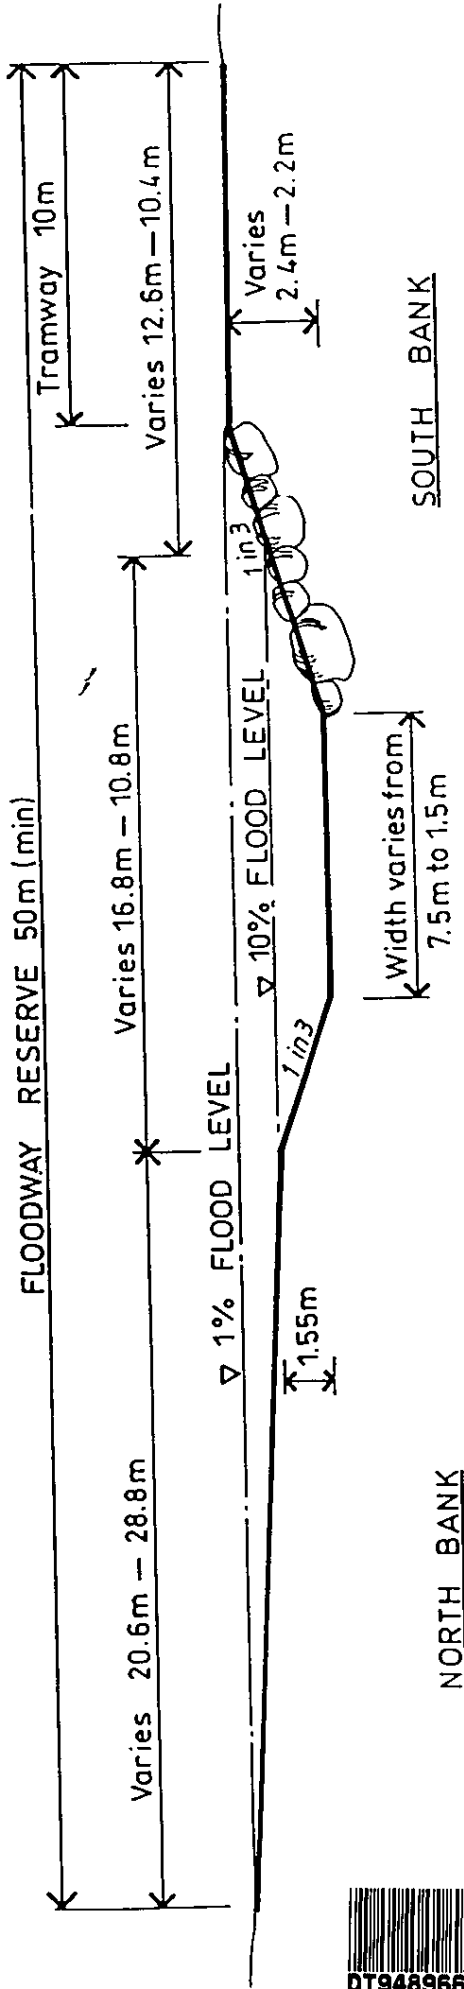 FLOODWAY RESERVE 50m (min)
Tramway 10m
Varies 20.6m — 28.8m
Varies 16.8m — 10.8m
Varies 12.6m — 10.4m
▽ 1% FLOOD LEVEL
▽ 10% FLOOD LEVEL
1 in 3
1 in 3
Varies
2.4m — 2.2m
1.55m
Width varies from
7.5m to 1.5m
NORTH BANK
SOUTH BANK
DT948966